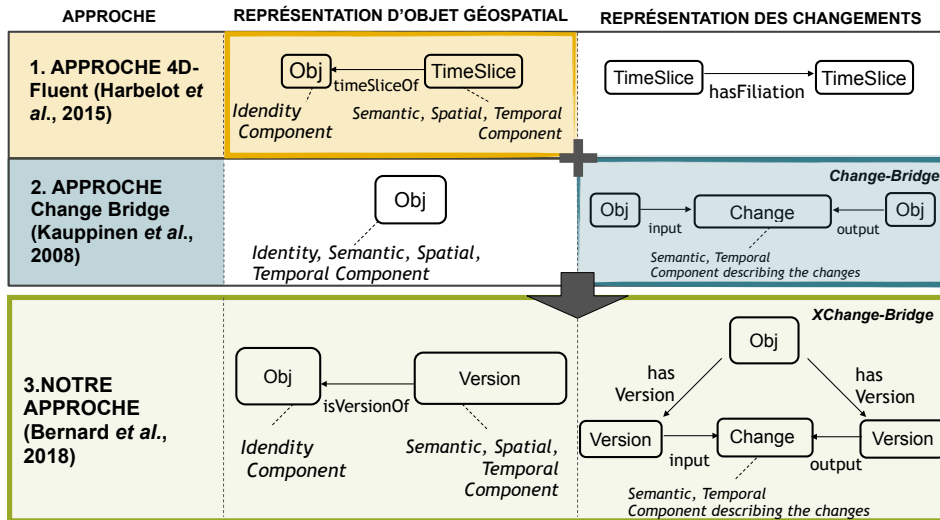 APPROCHE
REPRÉSENTATION D'OBJET GÉOSPATIAL
REPRÉSENTATION DES CHANGEMENTS
1. APPROCHE 4D-
Fluent (Harbelot et
al., 2015)
Obj
timeSliceOf
TimeSlice
Idendity
Component
Semantic, Spatial, Temporal
Component
TimeSlice
hasFiliation
TimeSlice
2. APPROCHE
Change Bridge
(Kauppinen et al.,
2008)
Obj
Identity, Semantic, Spatial,
Temporal Component
Change-Bridge
Obj
input
Change
output
Obj
Semantic, Temporal
Component describing the changes
3.NOTRE
APPROCHE
(Bernard et al.,
2018)
Obj
isVersionOf
Version
Idendity
Component
Semantic, Spatial,
Temporal
Component
XChange-Bridge
Obj
has
Version
has
Version
Version
input
Change
output
Version
Semantic, Temporal
Component describing the changes